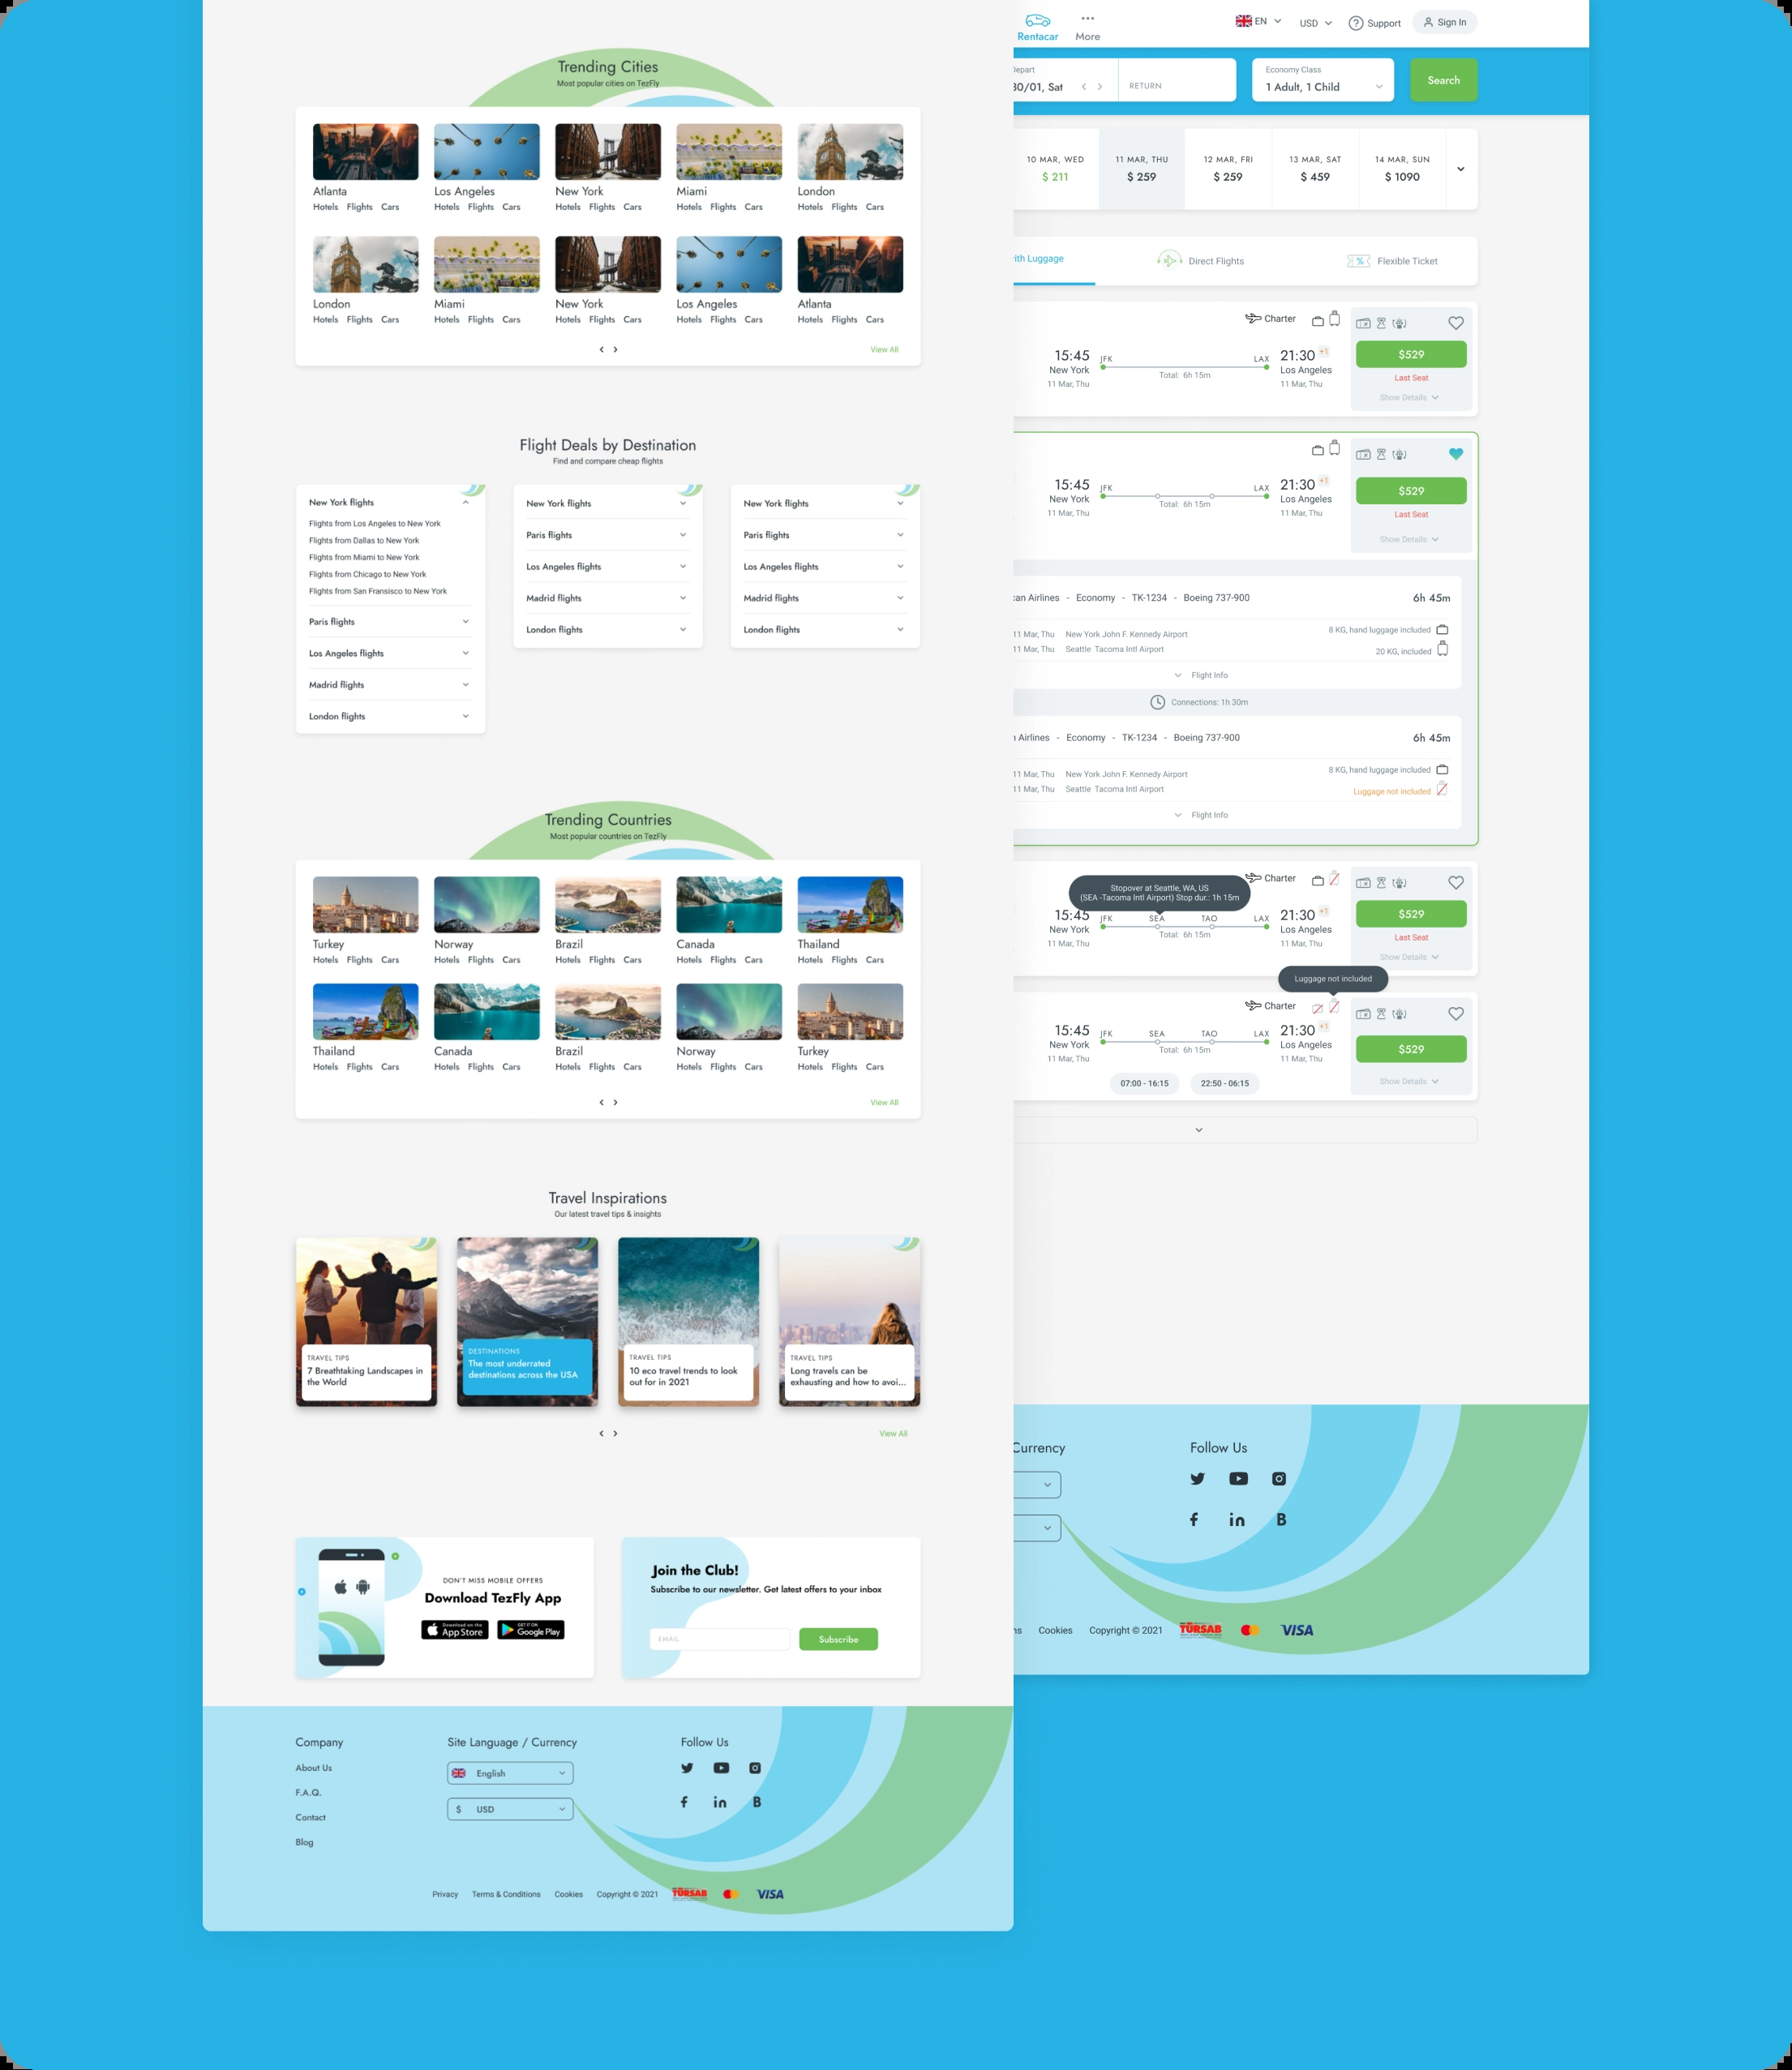 Trending Cities
Most popular cities on TezFly
Atlanta Los Angeles New York Miami London
Hotels Flights Cars Hotels Flights Cars Hotels Flights Cars Hotels Flights Cars Hotels Flights Cars
London Miami New York Los Angeles Atlanta
Hotels Flights Cars Hotels Flights Cars Hotels Flights Cars Hotels Flights Cars Hotels Flights Cars
View All
Flight Deals by Destination
Find and compare cheap flights
New York flights
Flights from Los Angeles to New York
Flights from Dallas to New York
Flights from Miami to New York
Flights from Chicago to New York
Flights from San Fransisco to New York
Paris flights
Los Angeles flights
Madrid flights
London flights
New York flights
Paris flights
Los Angeles flights
Madrid flights
London flights
New York flights
Paris flights
Los Angeles flights
Madrid flights
London flights
Trending Countries
Most popular countries on TezFly
Turkey Norway Brazil Canada Thailand
Hotels Flights Cars Hotels Flights Cars Hotels Flights Cars Hotels Flights Cars Hotels Flights Cars
Thailand Canada Brazil Norway Turkey
Hotels Flights Cars Hotels Flights Cars Hotels Flights Cars Hotels Flights Cars Hotels Flights Cars
View All
Travel Inspirations
Our latest travel tips & insights
TRAVEL TIPS
7 Breathtaking Landscapes in
the World
DESTINATIONS
The most underrated
destinations across the USA
TRAVEL TIPS
10 eco travel trends to look
out for in 2021
TRAVEL TIPS
Long travels can be
exhausting and how to avoi...
View All
DON'T MISS MOBILE OFFERS
Download TezFly App
Download on the
App Store
GET IT ON
Google Play
Join the Club!
Subscribe to our newsletter. Get latest offers to your inbox
EMAIL
Subscribe
Company
About Us
F.A.Q.
Contact
Blog
Site Language / Currency
English
$ USD
Follow Us
f in B
Privacy Terms & Conditions Cookies Copyright © 2021 TÜRSAB VISA
Rentacar More
EN USD Support Sign In
Depart
30/01, Sat
RETURN
Economy Class
1 Adult, 1 Child
Search
10 MAR, WED 11 MAR, THU 12 MAR, FRI 13 MAR, SAT 14 MAR, SUN
$ 211 $ 259 $ 259 $ 459 $ 1090
ith Luggage Direct Flights Flexible Ticket
Charter
15:45 JFK LAX 21:30 +1
New York Total: 6h 15m Los Angeles
11 Mar, Thu 11 Mar, Thu
$529
Last Seat
Show Details
15:45 JFK LAX 21:30 +1
New York Total: 6h 15m Los Angeles
11 Mar, Thu 11 Mar, Thu
$529
Last Seat
Show Details
can Airlines - Economy - TK-1234 - Boeing 737-900 6h 45m
11 Mar, Thu New York John F. Kennedy Airport 8 KG, hand luggage included
11 Mar, Thu Seattle Tacoma Intl Airport 20 KG, included
Flight Info
Connections: 1h 30m
n Airlines - Economy - TK-1234 - Boeing 737-900 6h 45m
11 Mar, Thu New York John F. Kennedy Airport 8 KG, hand luggage included
11 Mar, Thu Seattle Tacoma Intl Airport Luggage not included
Flight Info
Stopover at Seattle, WA, US
(SEA -Tacoma Intl Airport) Stop dur.: 1h 15m
Charter
15:45 JFK SEA TAO LAX 21:30 +1
New York Total: 6h 15m Los Angeles
11 Mar, Thu 11 Mar, Thu
$529
Last Seat
Show Details
Luggage not included
Charter
15:45 JFK SEA TAO LAX 21:30 +1
New York Total: 6h 15m Los Angeles
11 Mar, Thu 11 Mar, Thu
07:00 - 16:15 22:50 - 06:15
$529
Show Details
Currency
Follow Us
f in B
ns Cookies Copyright © 2021 TÜRSAB VISA